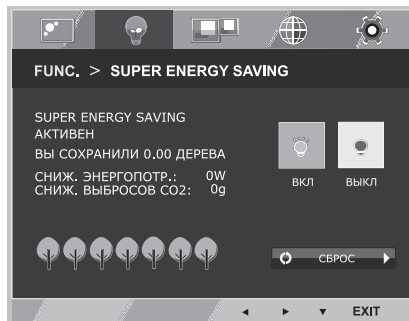 FUNC. > SUPER ENERGY SAVING
SUPER ENERGY SAVING
АКТИВЕН
ВЫ СОХРАНИЛИ 0.00 ДЕРЕВА
СНИЖ. ЭНЕРГОПОТР.: 0W
СНИЖ. ВЫБРОСОВ СО2: 0g
ВКЛ ВЫКЛ
СБРОС
EXIT